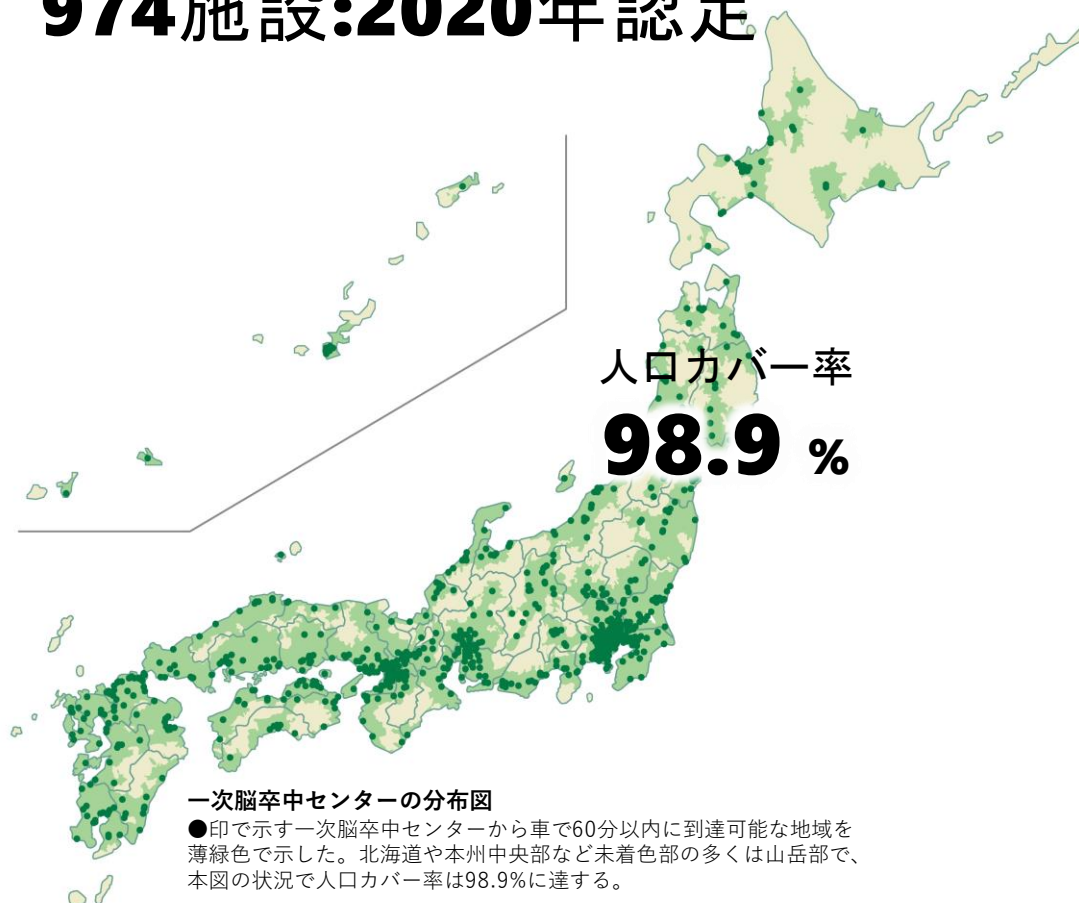 974施設:2020年認定
人口カバー率
98.9 %
一次脳卒中センターの分布図
●印で示す一次脳卒中センターから車で60分以内に到達可能な地域を
薄緑色で示した。北海道や本州中央部など未着色部の多くは山岳部で、
本図の状況で人口カバー率は98.9%に達する。